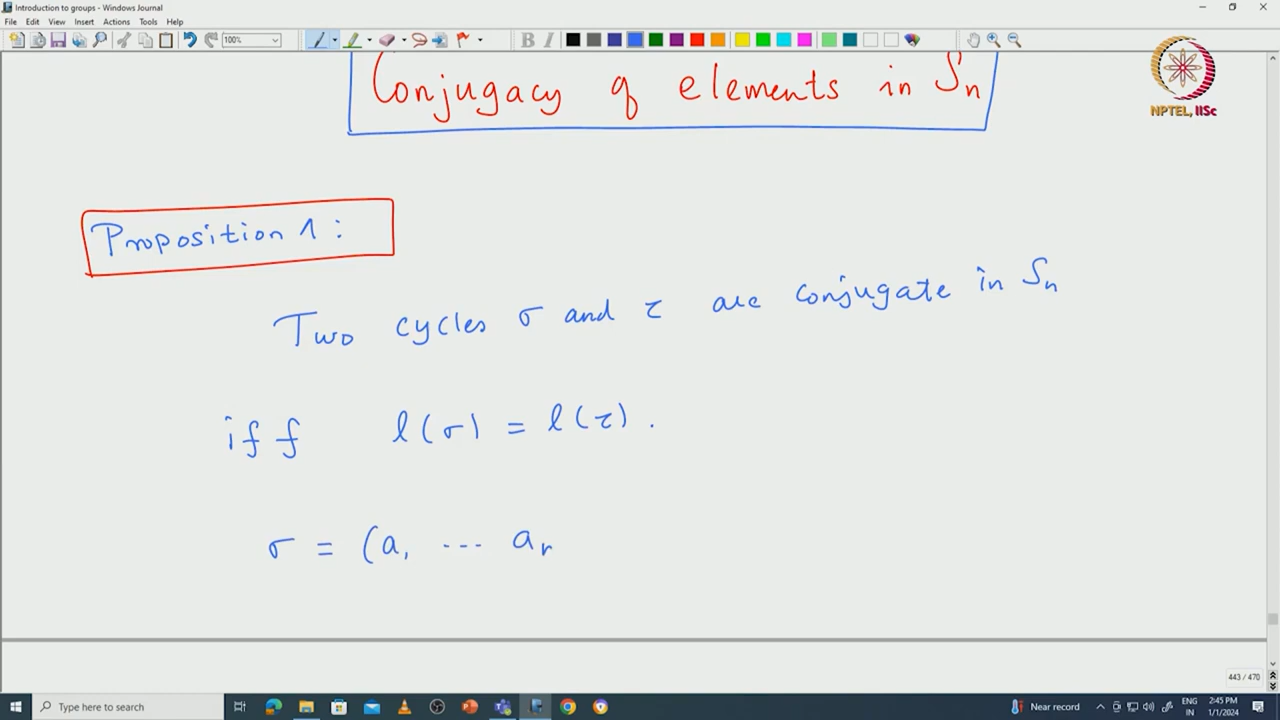 Introduction to groups - Windows Journal
File Edit View Insert Actions Tools Help
100%
NPTEL, IISc
Conjugacy of elements in Sn
Proposition 1 :
Two cycles σ and τ are conjugate in Sn
iff l(σ) = l(τ).
σ = (a1 --- ar
443 / 470
Type here to search
Near record
ENG
IN
2:45 PM
1/1/2024